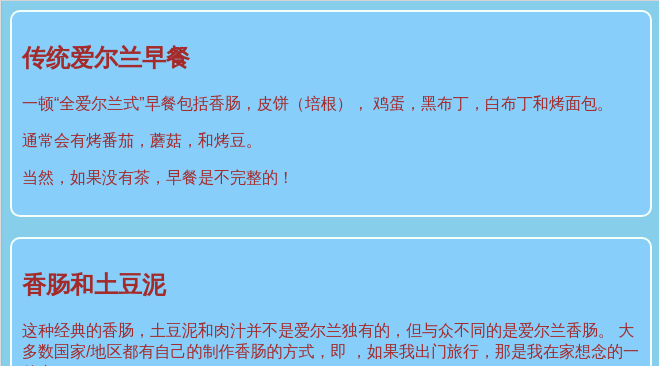 传统爱尔兰早餐
一顿“全爱尔兰式”早餐包括香肠，皮饼（培根）， 鸡蛋，黑布丁，白布丁和烤面包。
通常会有烤番茄，蘑菇，和烤豆。
当然，如果没有茶，早餐是不完整的！
香肠和土豆泥
这种经典的香肠，土豆泥和肉汁并不是爱尔兰独有的，但与众不同的是爱尔兰香肠。 大
多数国家/地区都有自己的制作香肠的方式，即 ，如果我出门旅行，那是我在家想念的一